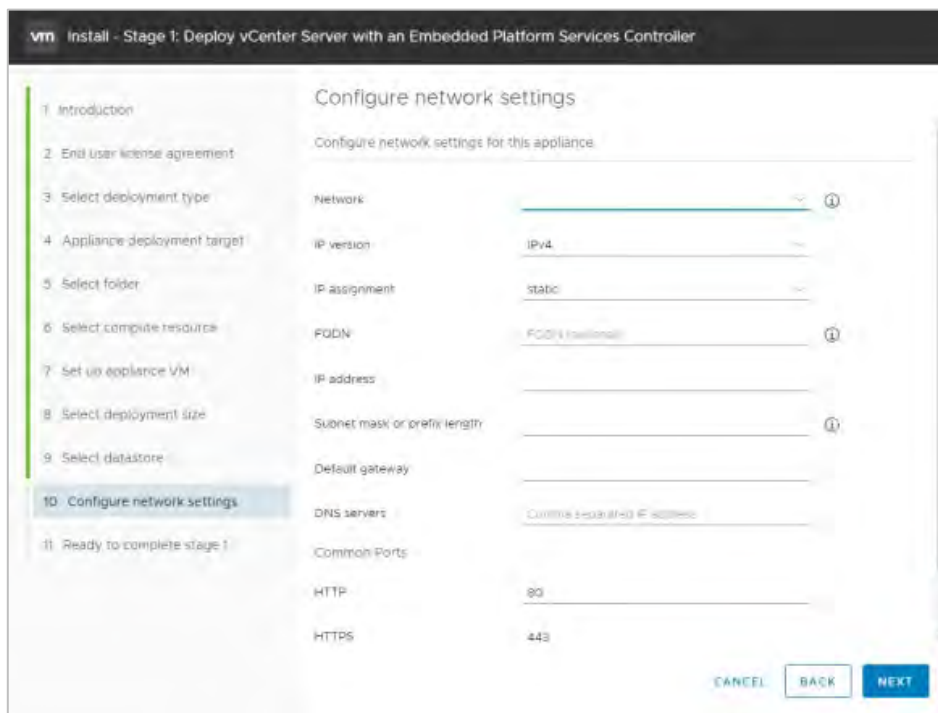 vm Install - Stage 1: Deploy vCenter Server with an Embedded Platform Services Controller
1 Introduction
2 End user license agreement
3 Select deployment type
4 Appliance deployment target
5 Select folder
6 Select compute resource
7 Set up appliance VM
8 Select deployment size
9 Select datastore
10 Configure network settings
11 Ready to complete stage 1
Configure network settings
Configure network settings for this appliance
Network
IP version IPv4
IP assignment static
FQDN FQDN (optional)
IP address
Subnet mask or prefix length
Default gateway
DNS servers Comma separated IP address
Common Ports
HTTP 80
HTTPS 443
CANCEL BACK NEXT